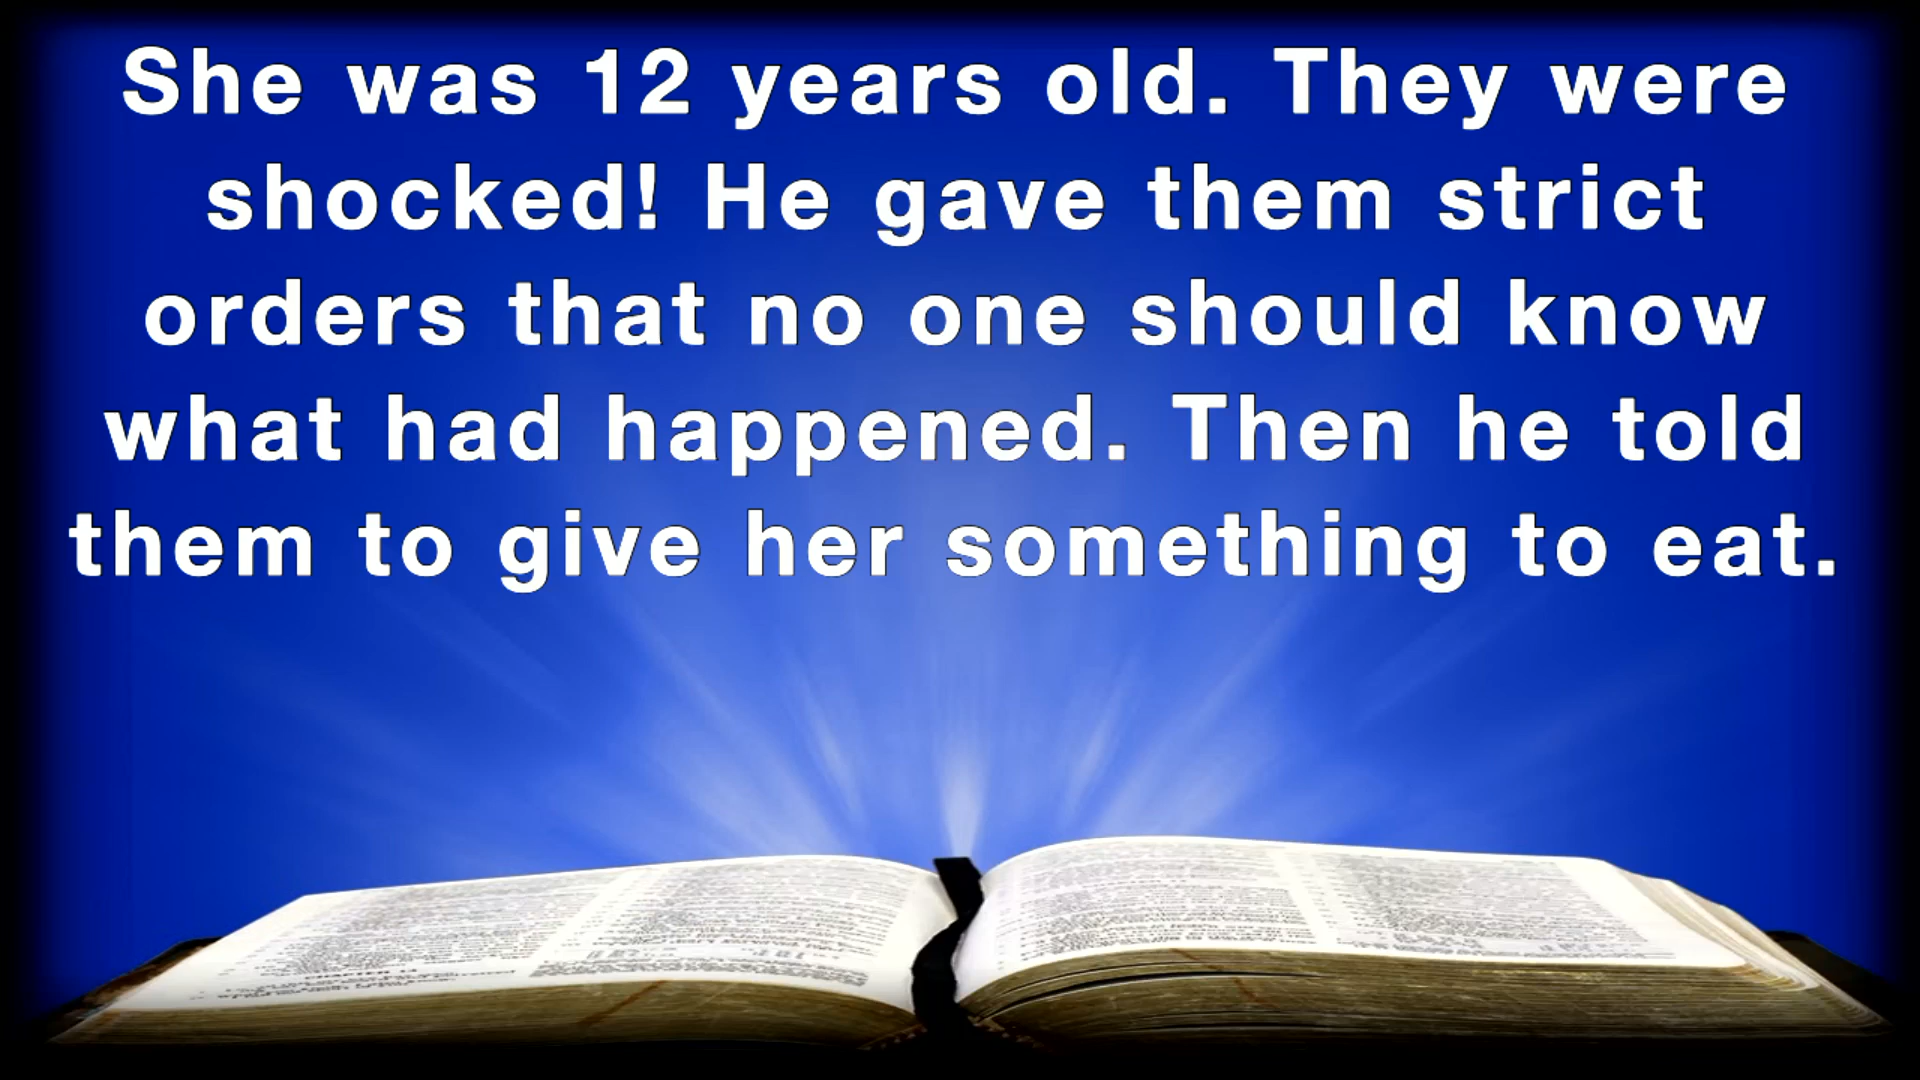 She was 12 years old. They were
shocked! He gave them strict
orders that no one should know
what had happened. Then he told
them to give her something to eat.